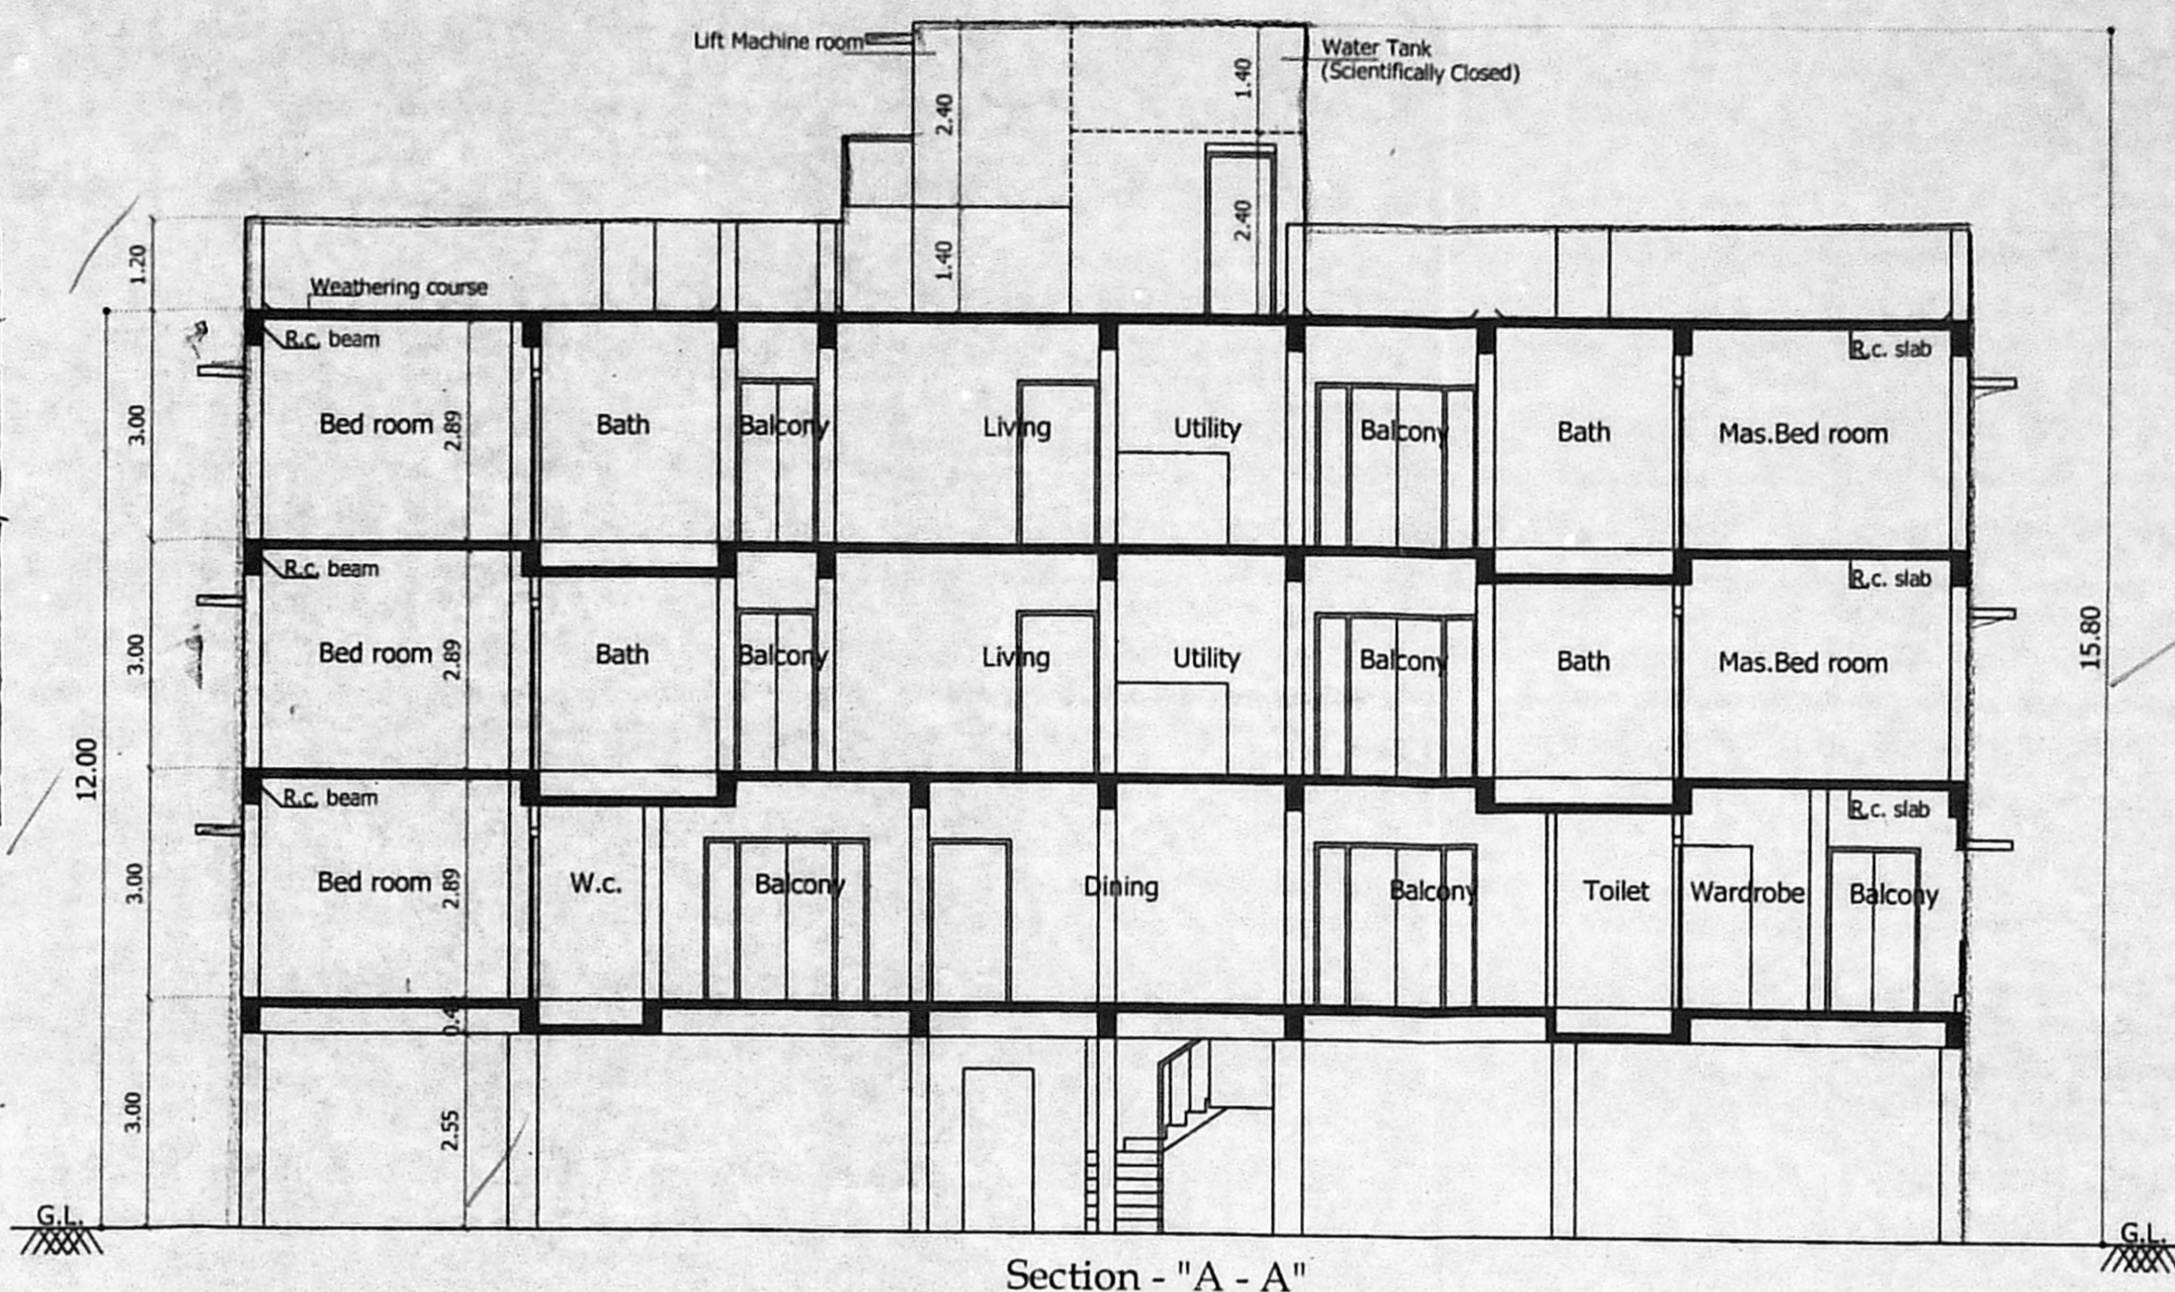 Lift Machine room
Water Tank
(Scientifically Closed)
1.40
2.40
2.40
1.40
1.20
Weathering course
R.c. beam
R.c. slab
3.00
Bed room
2.89
Bath
Balcony
Living
Utility
Balcony
Bath
Mas.Bed room
R.c. beam
R.c. slab
3.00
Bed room
2.89
Bath
Balcony
Living
Utility
Balcony
Bath
Mas.Bed room
15.80
12.00
R.c. beam
R.c. slab
3.00
Bed room
2.89
W.c.
Balcony
Dining
Balcony
Toilet
Wardrobe
Balcony
3.00
2.55
G.L.
G.L.
Section - "A - A"